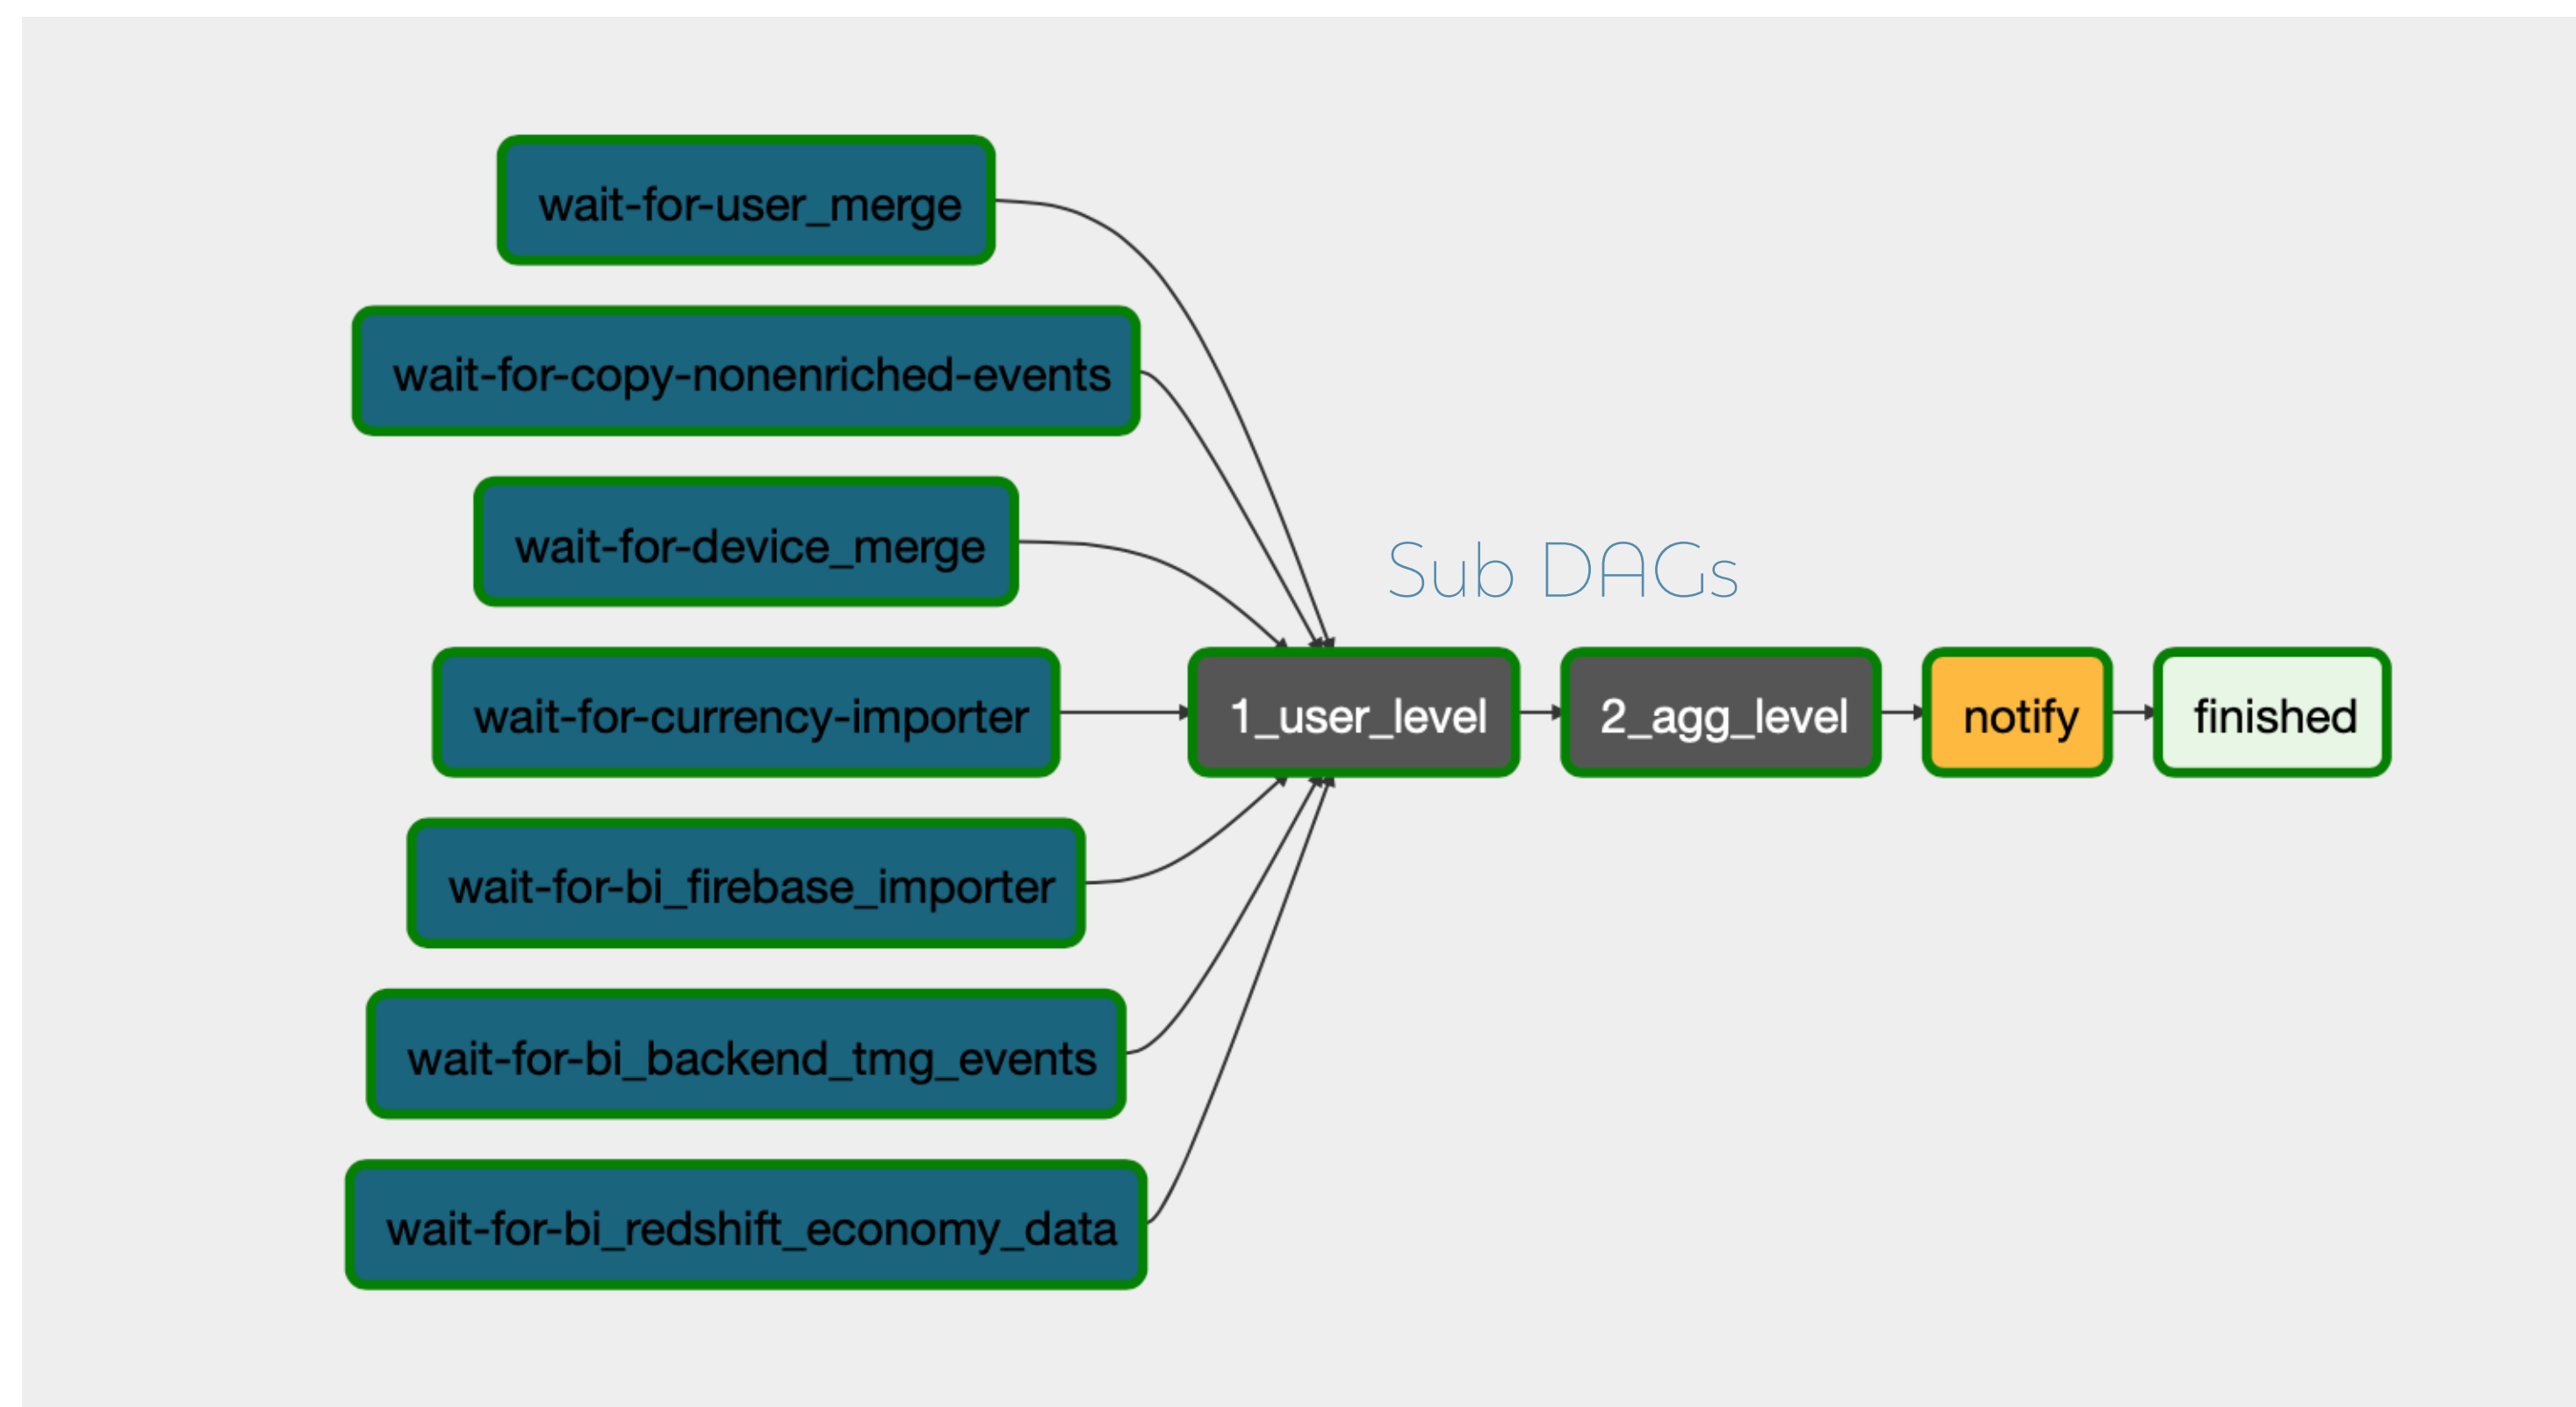 wait-for-user_merge
wait-for-copy-nonenriched-events
wait-for-device_merge
Sub DAGs
wait-for-currency-importer
1_user_level
2_agg_level
notify
finished
wait-for-bi_firebase_importer
wait-for-bi_backend_tmg_events
wait-for-bi_redshift_economy_data